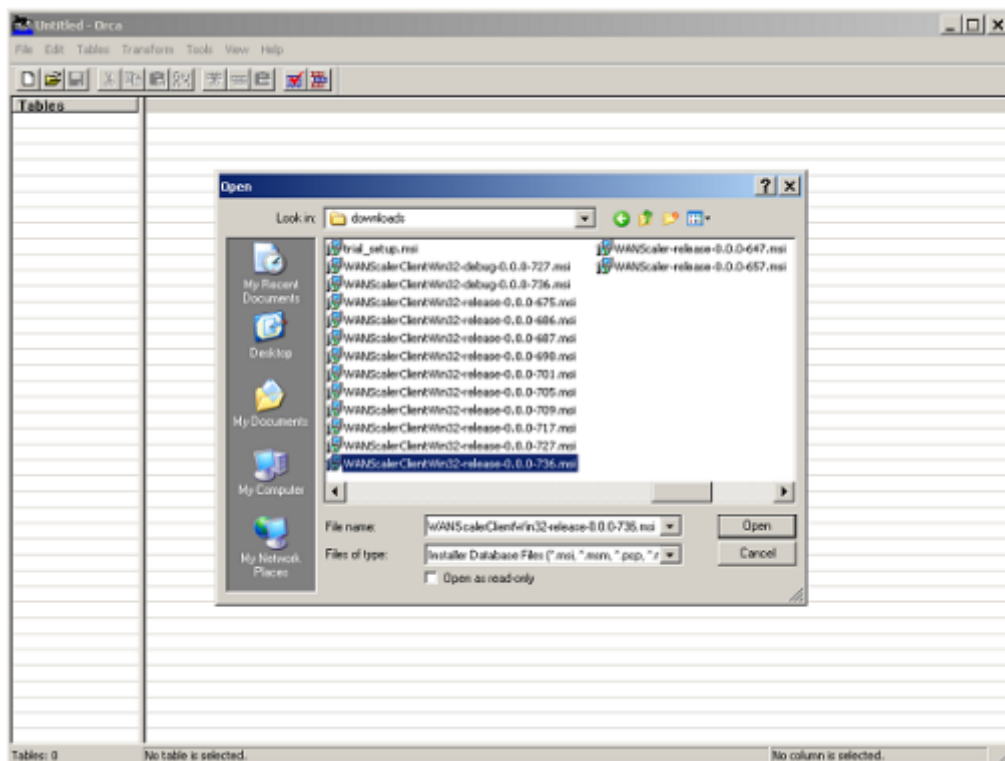 Untitled - Orca
File Edit Tables Transform Tools View Help
Tables
Open
Look in: downloads
trial_setup.msi
WANScalerClientWin32-debug-0.0.0-727.msi
WANScalerClientWin32-debug-0.0.0-736.msi
WANScalerClientWin32-release-0.0.0-675.msi
WANScalerClientWin32-release-0.0.0-686.msi
WANScalerClientWin32-release-0.0.0-687.msi
WANScalerClientWin32-release-0.0.0-698.msi
WANScalerClientWin32-release-0.0.0-701.msi
WANScalerClientWin32-release-0.0.0-705.msi
WANScalerClientWin32-release-0.0.0-709.msi
WANScalerClientWin32-release-0.0.0-717.msi
WANScalerClientWin32-release-0.0.0-727.msi
WANScalerClientWin32-release-0.0.0-736.msi
WANScaler-release-0.0.0-647.msi
WANScaler-release-0.0.0-657.msi
My Recent
Documents
Desktop
My Documents
My Computer
My Network
Places
File name: WANScalerClientWin32-release-0.0.0-736.msi
Open
Files of type: Installer Database Files (*.msi, *.msm, *.pcp, *.r
Cancel
Open as read-only
Tables: 0 No table is selected. No column is selected.